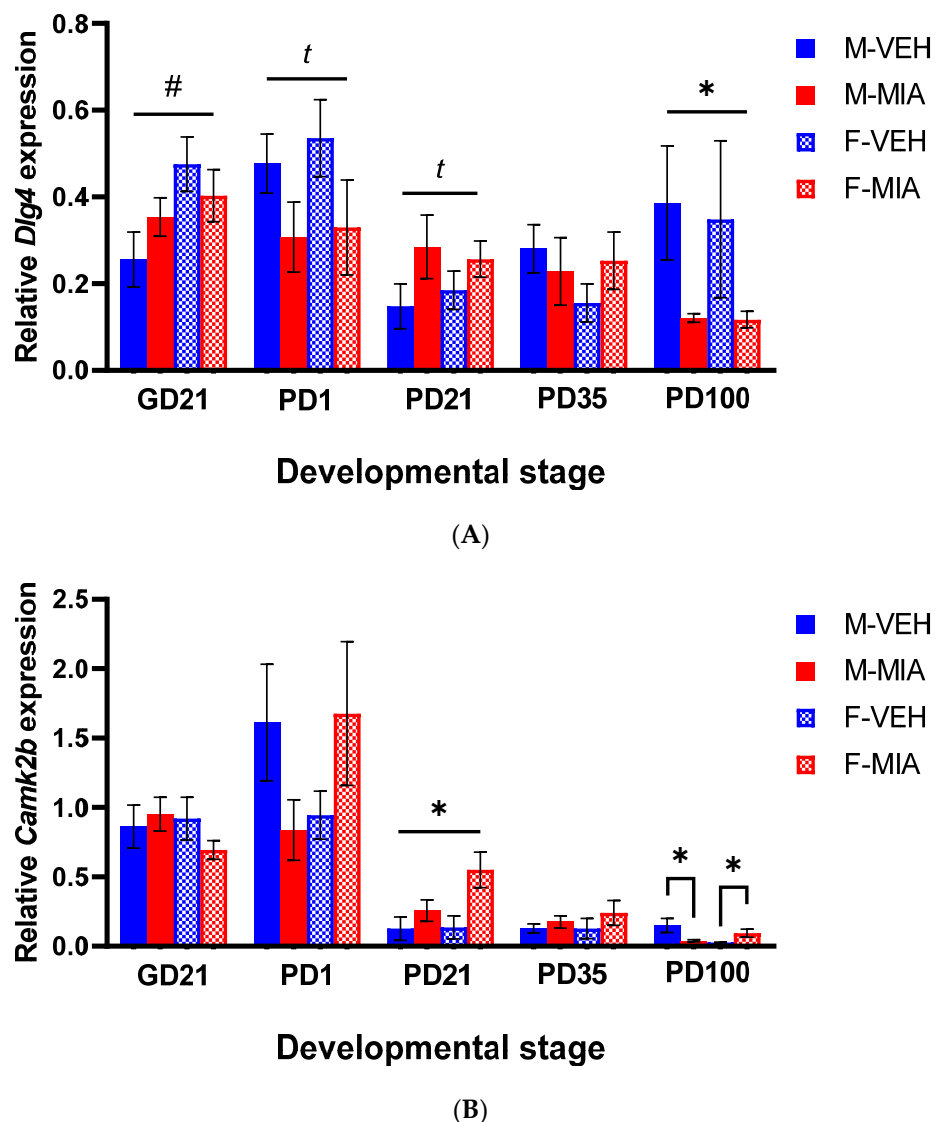 0.8
0.6
0.4
0.2
0.0
Relative Dlg4 expression
#
t
t
*
M-VEH
M-MIA
F-VEH
F-MIA
GD21 PD1 PD21 PD35 PD100
Developmental stage
(A)
2.5
2.0
1.5
1.0
0.5
0.0
Relative Camk2b expression
*
* *
M-VEH
M-MIA
F-VEH
F-MIA
GD21 PD1 PD21 PD35 PD100
Developmental stage
(B)